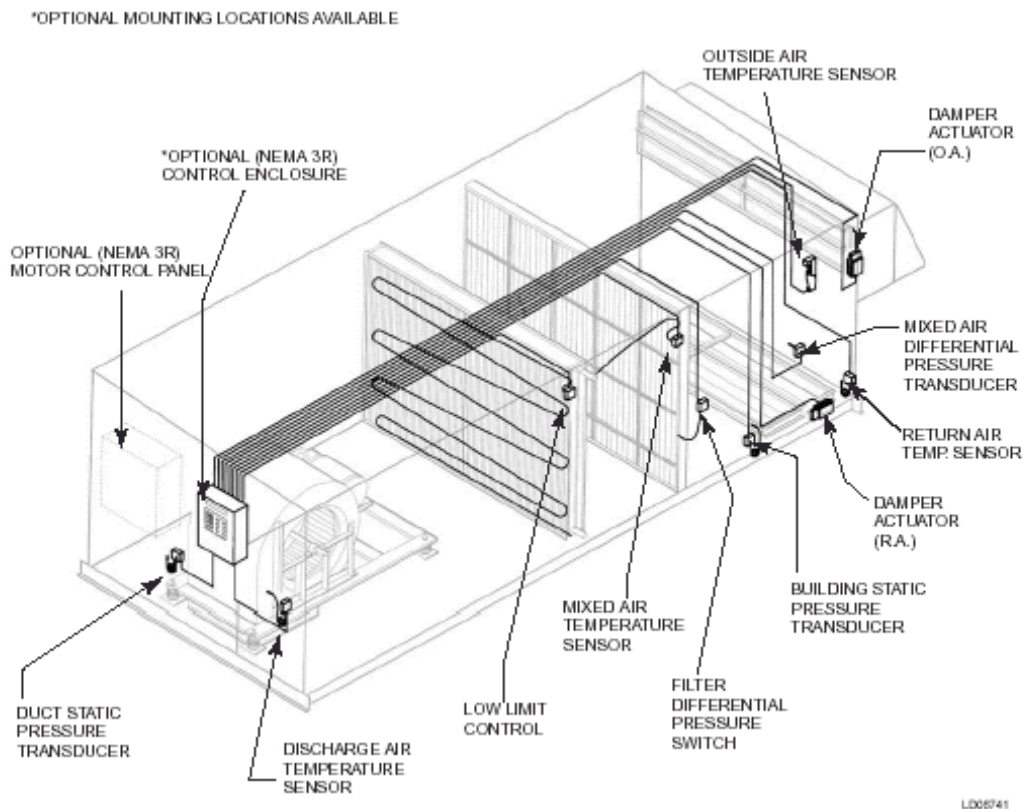 *OPTIONAL MOUNTING LOCATIONS AVAILABLE
OUTSIDE AIR
TEMPERATURE SENSOR
DAMPER
ACTUATOR
(O.A.)
*OPTIONAL (NEMA 3R)
CONTROL ENCLOSURE
OPTIONAL (NEMA 3R)
MOTOR CONTROL PANEL
MIXED AIR
DIFFERENTIAL
PRESSURE
TRANSDUCER
RETURN AIR
TEMP. SENSOR
DAMPER
ACTUATOR
(R.A.)
BUILDING STATIC
PRESSURE
TRANSDUCER
MIXED AIR
TEMPERATURE
SENSOR
FILTER
DIFFERENTIAL
PRESSURE
SWITCH
LOW LIMIT
CONTROL
DUCT STATIC
PRESSURE
TRANSDUCER
DISCHARGE AIR
TEMPERATURE
SENSOR
LD08741